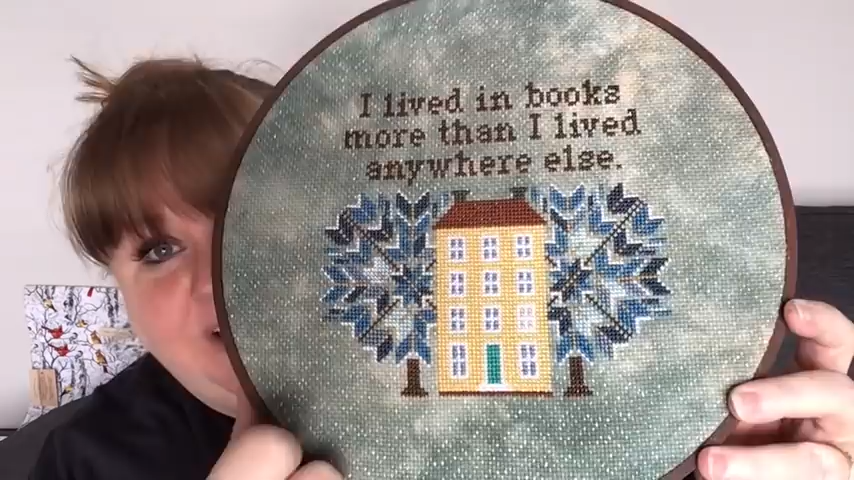 I lived in books
more than I lived
anywhere else.